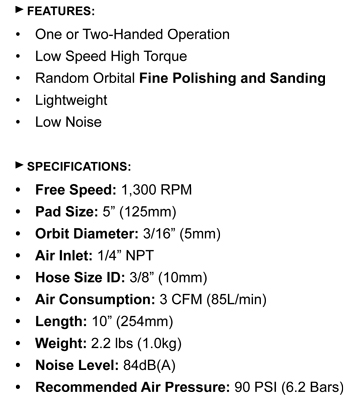 ► FEATURES:
• One or Two-Handed Operation
• Low Speed High Torque
• Random Orbital Fine Polishing and Sanding
• Lightweight
• Low Noise
► SPECIFICATIONS:
• Free Speed: 1,300 RPM
• Pad Size: 5” (125mm)
• Orbit Diameter: 3/16” (5mm)
• Air Inlet: 1/4” NPT
• Hose Size ID: 3/8” (10mm)
• Air Consumption: 3 CFM (85L/min)
• Length: 10” (254mm)
• Weight: 2.2 lbs (1.0kg)
• Noise Level: 84dB(A)
• Recommended Air Pressure: 90 PSI (6.2 Bars)